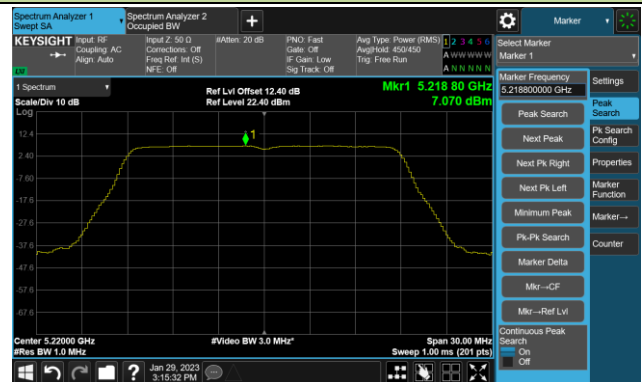 Spectrum Analyzer 1
Swept SA
Spectrum Analyzer 2
Occupied BW
+
Marker
KEYSIGHT
Input: RF
Coupling: AC
Align: Auto
Input Z: 50 Ω
Corrections: Off
Freq Ref: Int (S)
NFE: Off
#Atten: 20 dB
PNO: Fast
Gate: Off
IF Gain: Low
Sig Track: Off
Avg Type: Power (RMS)
Avg|Hold: 450/450
Trig: Free Run
1 2 3 4 5 6
A W W W W W
A N N N N N
LW
Select Marker
Marker 1
1 Spectrum
Scale/Div 10 dB
Log
Ref Lvl Offset 12.40 dB
Ref Level 22.40 dBm
Mkr1 5.218 80 GHz
7.070 dBm
1
12.4
2.40
-7.60
-17.6
-27.6
-37.6
-47.6
-57.6
-67.6
Center 5.22000 GHz
#Res BW 1.0 MHz
#Video BW 3.0 MHz*
Span 30.00 MHz
Sweep 1.00 ms (201 pts)
Marker Frequency
5.218800000 GHz
Peak Search
Next Peak
Next Pk Right
Next Pk Left
Minimum Peak
Pk-Pk Search
Marker Delta
Mkr→CF
Mkr→Ref Lvl
Continuous Peak
Search
On
Off
Settings
Peak
Search
Pk Search
Config
Properties
Marker
Function
Marker→
Counter
?
Jan 29, 2023
3:15:32 PM